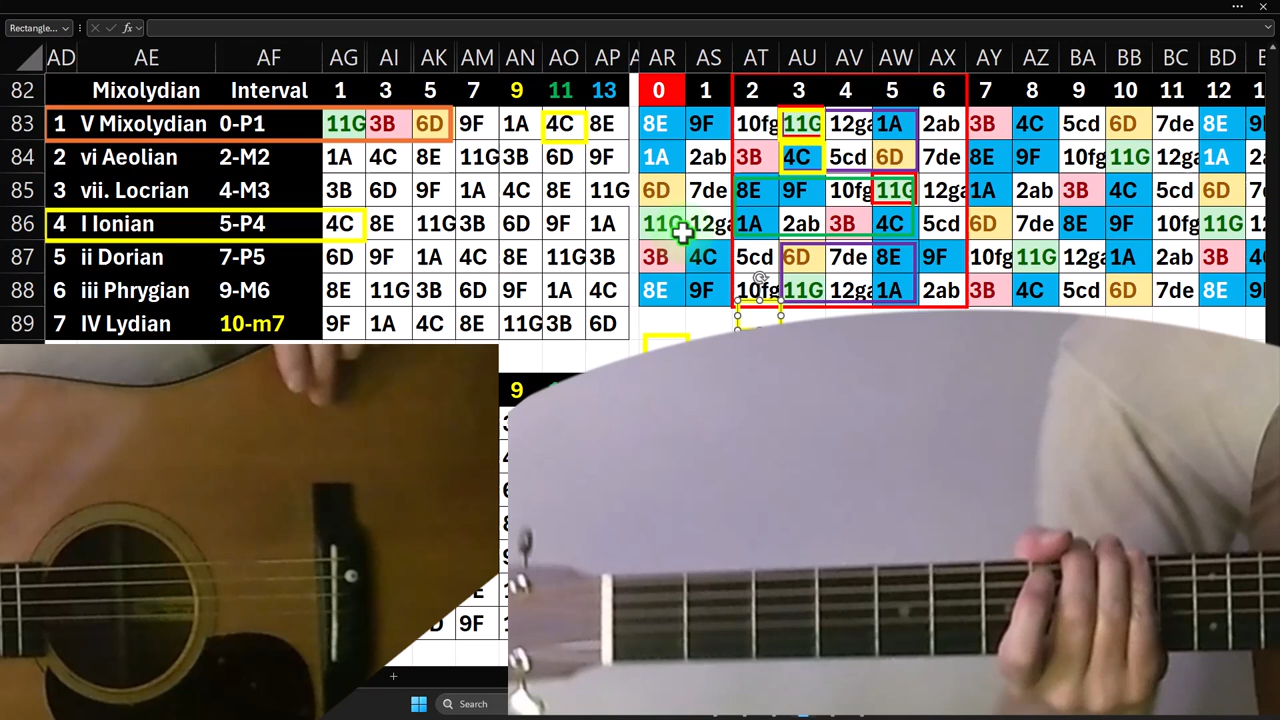 Rectangle... fx
AD AE AF AG AI AK AM AN AO AP AR AS AT AU AV AW AX AY AZ BA BB BC BD
82 Mixolydian Interval 1 3 5 7 9 11 13 0 1 2 3 4 5 6 7 8 9 10 11 12
83 1 V Mixolydian 0-P1 11G 3B 6D 9F 1A 4C 8E 8E 9F 10fg 11G 12ga 1A 2ab 3B 4C 5cd 6D 7de 8E
84 2 vi Aeolian 2-M2 1A 4C 8E 11G 3B 6D 9F 1A 2ab 3B 4C 5cd 6D 7de 8E 9F 10fg 11G 12ga 1A
85 3 vii. Locrian 4-M3 3B 6D 9F 1A 4C 8E 11G 6D 7de 8E 9F 10fg 11G 12ga 1A 2ab 3B 4C 5cd 6D
86 4 I Ionian 5-P4 4C 8E 11G 3B 6D 9F 1A 11G 12ga 1A 2ab 3B 4C 5cd 6D 7de 8E 9F 10fg 11G
87 5 ii Dorian 7-P5 6D 9F 1A 4C 8E 11G 3B 3B 4C 5cd 6D 7de 8E 9F 10fg 11G 12ga 1A 2ab 3B
88 6 iii Phrygian 9-M6 8E 11G 3B 6D 9F 1A 4C 8E 9F 10fg 11G 12ga 1A 2ab 3B 4C 5cd 6D 7de 8E
89 7 IV Lydian 10-m7 9F 1A 4C 8E 11G 3B 6D
9
9F
Search